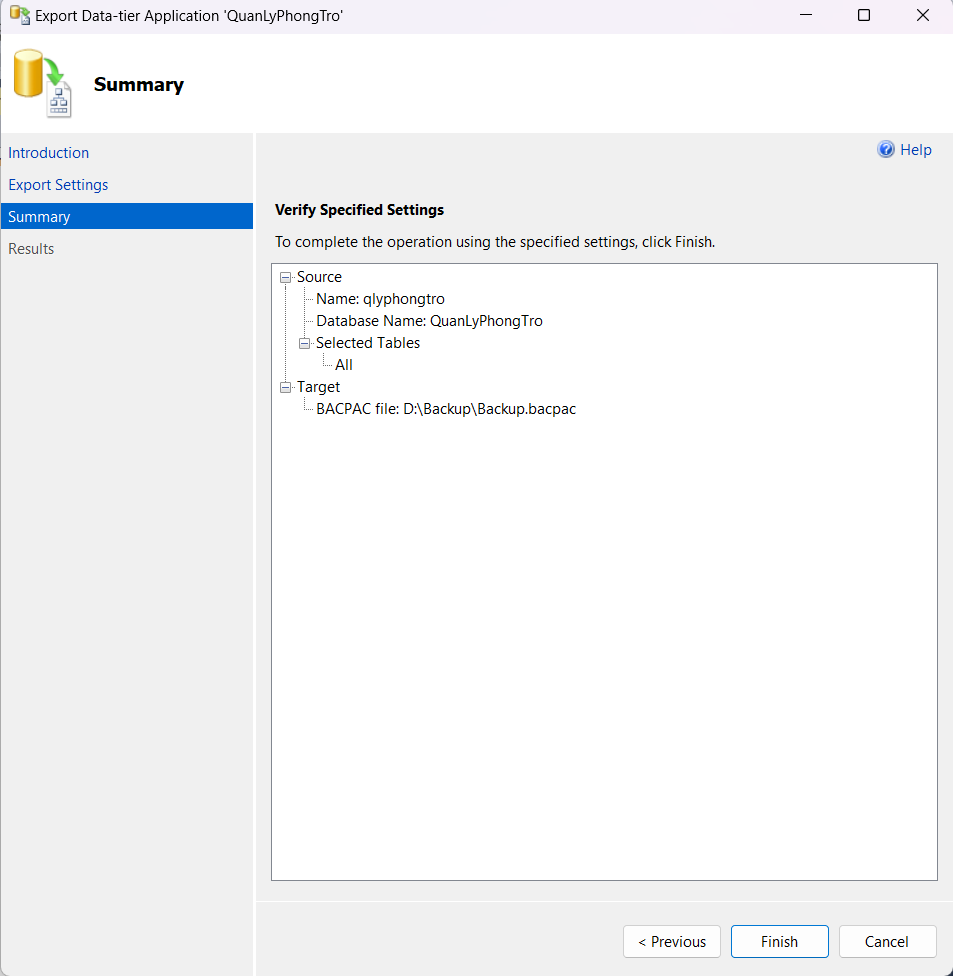 Export Data-tier Application 'QuanLyPhongTro'
Summary
Introduction
Export Settings
Summary
Results
Help
Verify Specified Settings
To complete the operation using the specified settings, click Finish.
Source
Name: qlyphongtro
Database Name: QuanLyPhongTro
Selected Tables
All
Target
BACPAC file: D:\Backup\Backup.bacpac
< Previous
Finish
Cancel